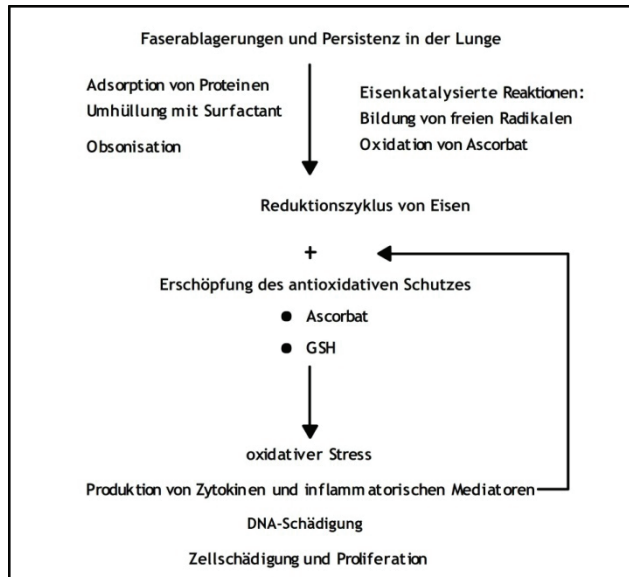 Faserablagerungen und Persistenz in der Lunge
Adsorption von Proteinen
Umhüllung mit Surfactant
Obsonisation
Eisenkatalysierte Reaktionen:
Bildung von freien Radikalen
Oxidation von Ascorbat
Reduktionszyklus von Eisen
+
Erschöpfung des antioxidativen Schutzes
● Ascorbat
● GSH
oxidativer Stress
Produktion von Zytokinen und inflammatorischen Mediatoren
DNA-Schädigung
Zellschädigung und Proliferation